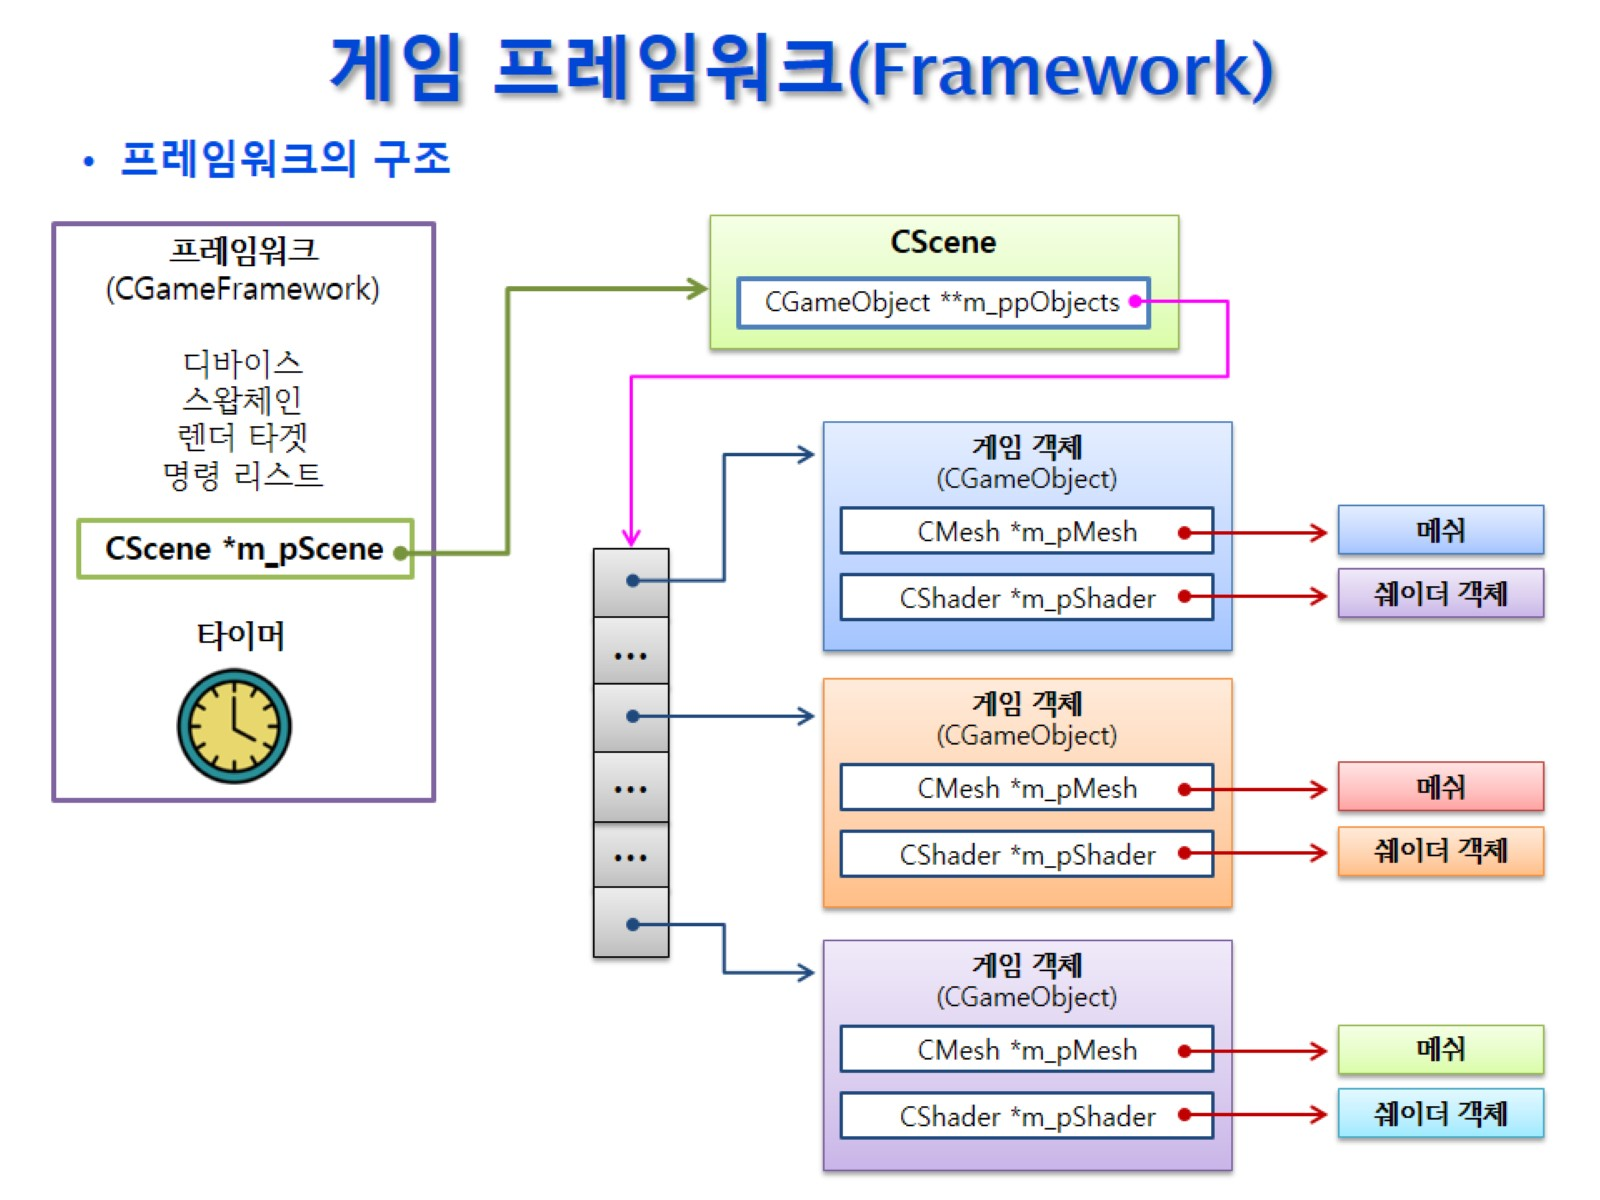 게임 프레임워크(Framework)
• 프레임워크의 구조
프레임워크
(CGameFramework)
디바이스
스왑체인
렌더 타겟
명령 리스트
CScene *m_pScene
타이머
CScene
CGameObject **m_ppObjects
...
...
...
게임 객체
(CGameObject)
CMesh *m_pMesh
CShader *m_pShader
메쉬
쉐이더 객체
게임 객체
(CGameObject)
CMesh *m_pMesh
CShader *m_pShader
메쉬
쉐이더 객체
게임 객체
(CGameObject)
CMesh *m_pMesh
CShader *m_pShader
메쉬
쉐이더 객체